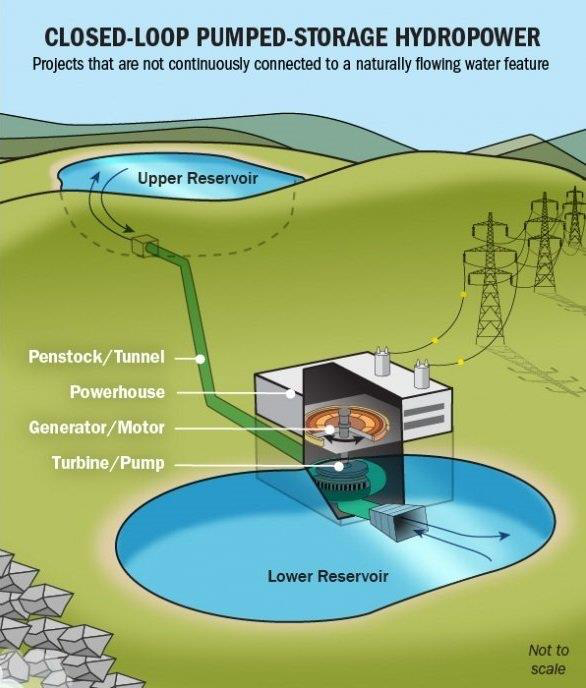 CLOSED-LOOP PUMPED-STORAGE HYDROPOWER
Projects that are not continuously connected to a naturally flowing water feature
Upper Reservoir
Penstock/Tunnel
Powerhouse
Generator/Motor
Turbine/Pump
Lower Reservoir
Not to
scale